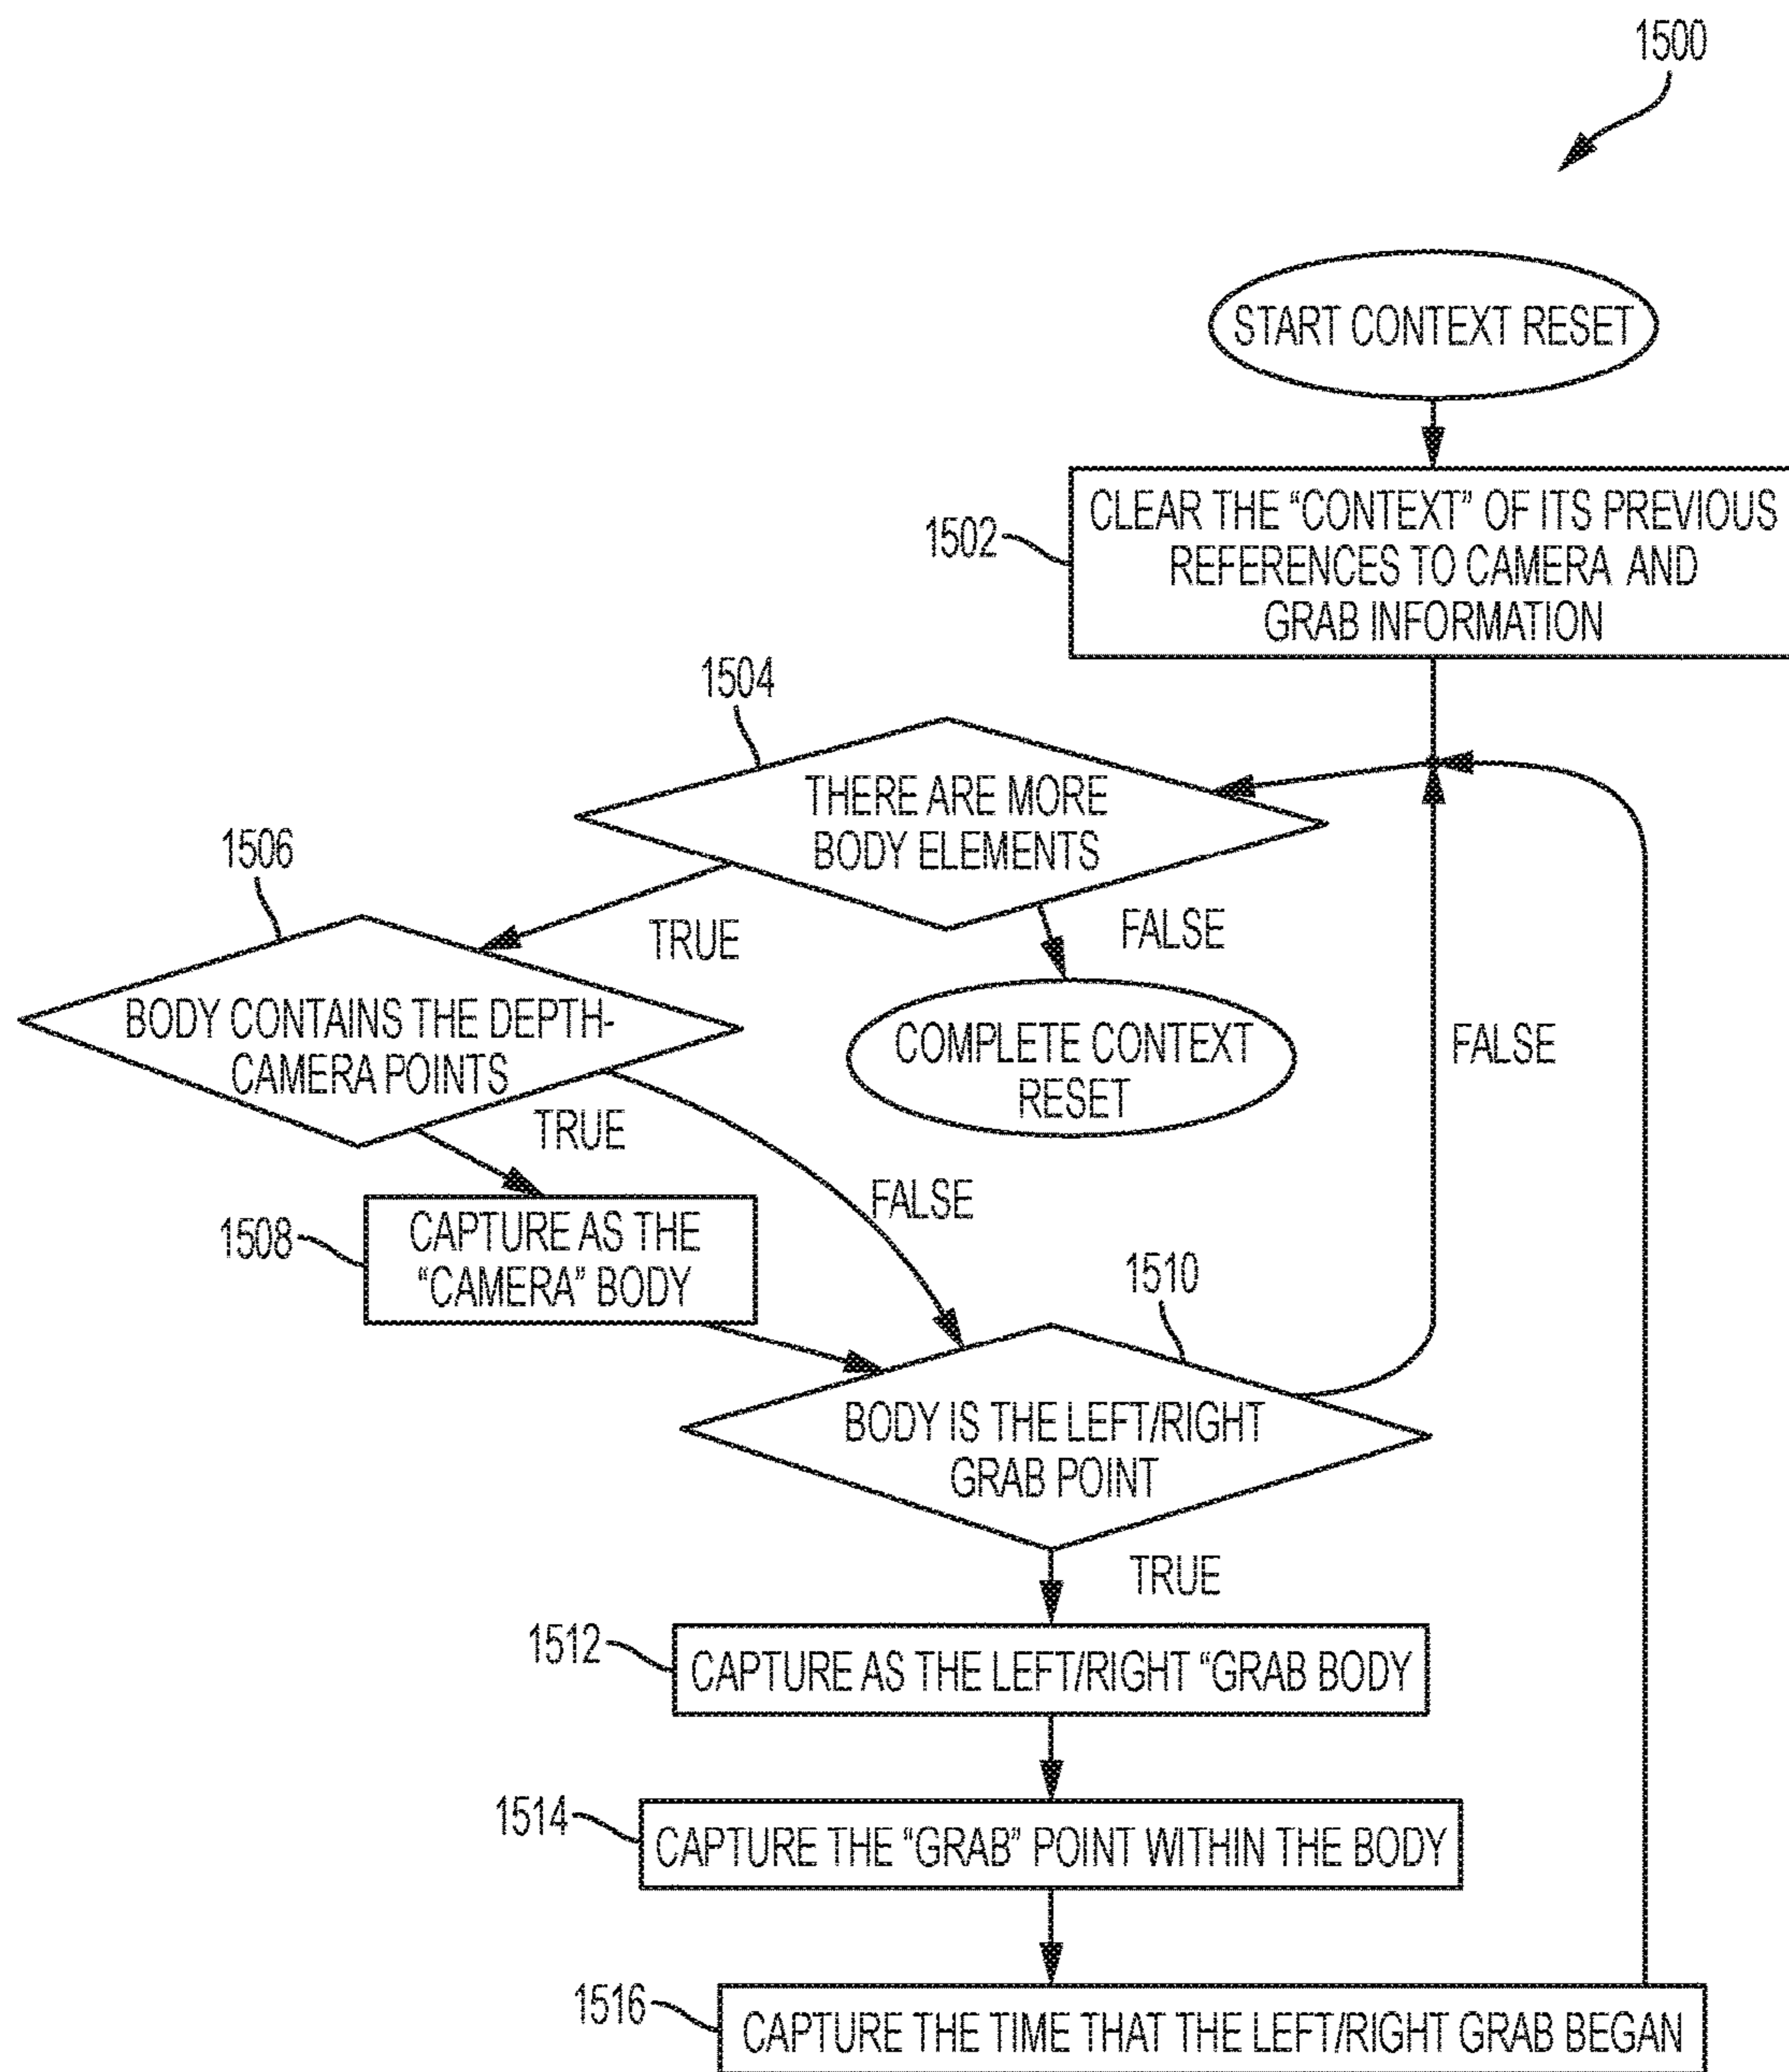 1500
START CONTEXT RESET
1502
CLEAR THE “CONTEXT” OF ITS PREVIOUS
REFERENCES TO CAMERA AND
GRAB INFORMATION
1504
THERE ARE MORE
BODY ELEMENTS
1506
TRUE
FALSE
BODY CONTAINS THE DEPTH-
CAMERA POINTS
COMPLETE CONTEXT
RESET
FALSE
TRUE
FALSE
1508
CAPTURE AS THE
“CAMERA” BODY
1510
BODY IS THE LEFT/RIGHT
GRAB POINT
TRUE
1512
CAPTURE AS THE LEFT/RIGHT “GRAB BODY
1514
CAPTURE THE “GRAB” POINT WITHIN THE BODY
1516
CAPTURE THE TIME THAT THE LEFT/RIGHT GRAB BEGAN